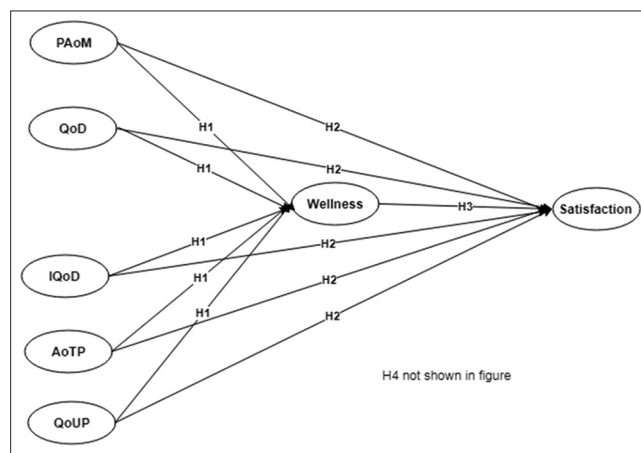 PAoM
H1
H2
QoD
H2
H1
Wellness
H3
Satisfaction
H1
H2
IQoD
H1
H2
H1
H2
AoTP
H4 not shown in figure
QoUP